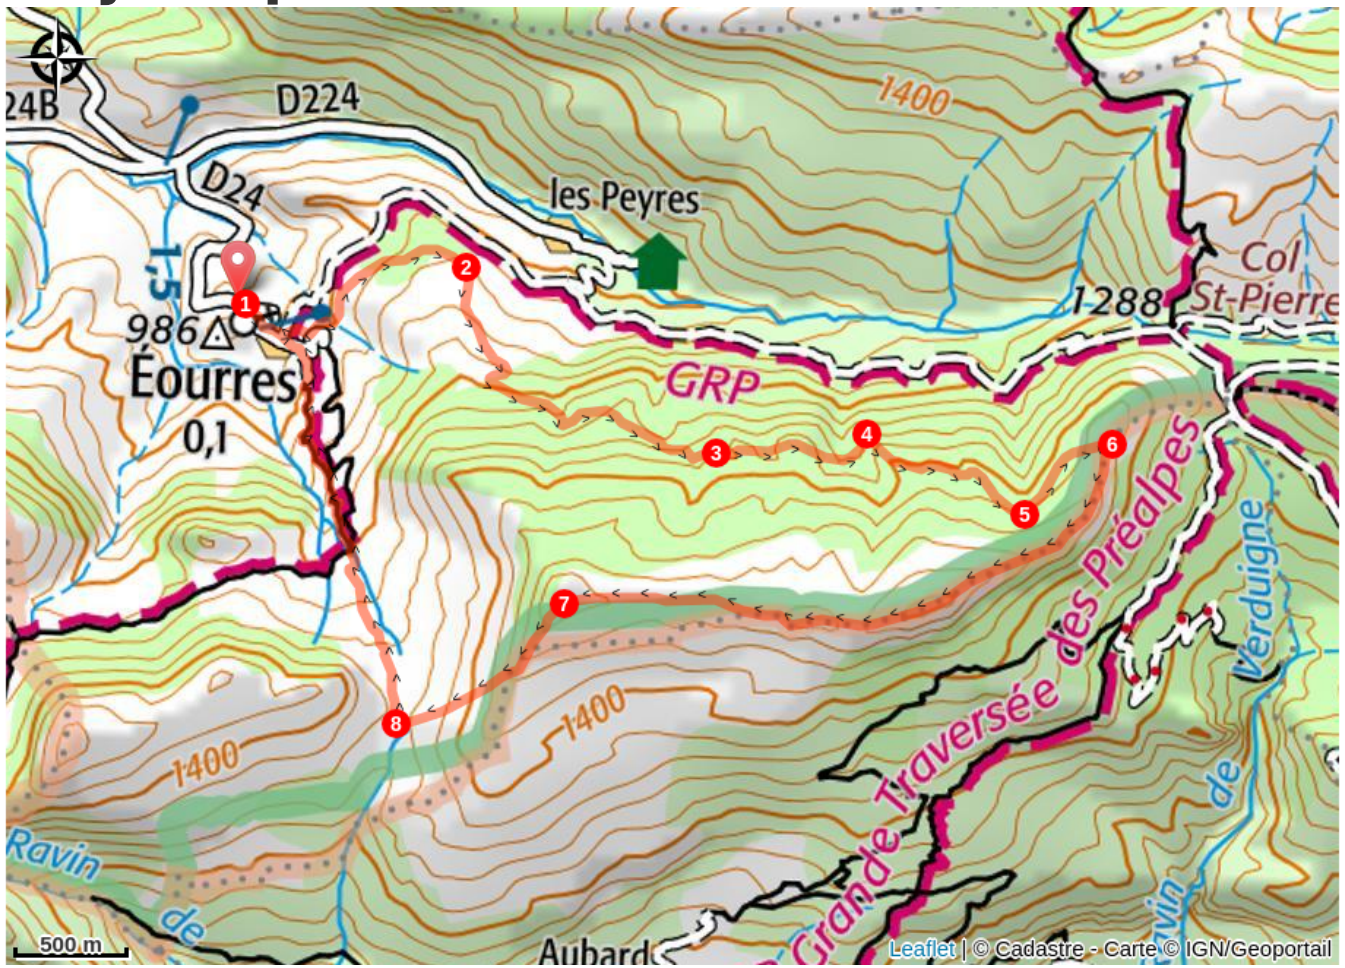 D224
24B
1400
D24
les Peyres
1,5
Col
St-Pierre
1288
1
2
986
Éourres
0,1
GRP
3
4
5
6
7
8
Grande Traversée des Préalpes
Verduigne
de
1400
1400
Ravin
de
Aubard
500 m
Leaflet | © Cadastre - Carte © IGN/Geoportail